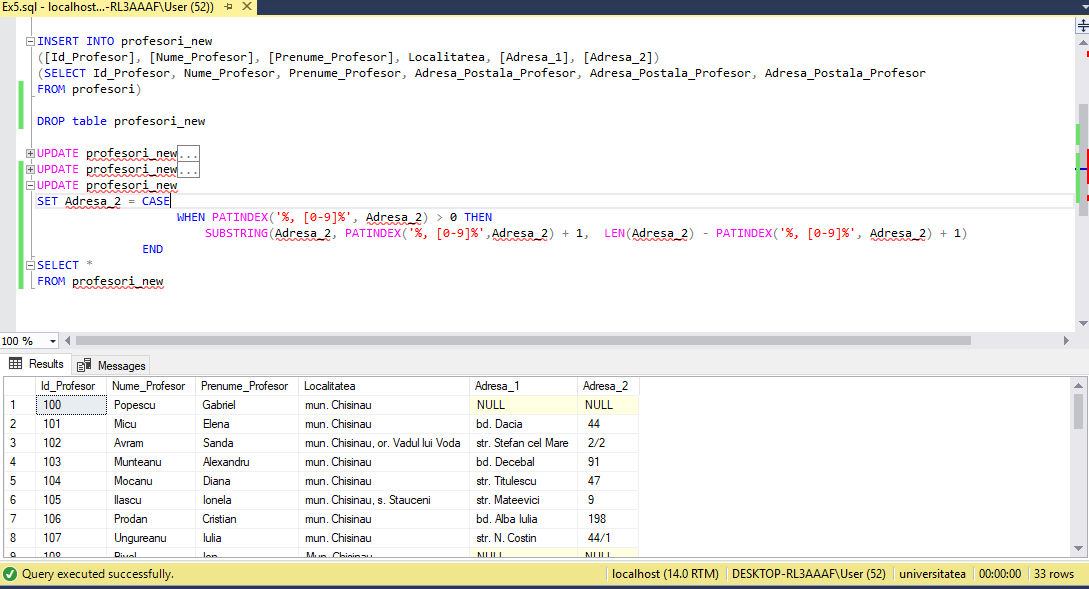 Ex5.sql - localhost...-RL3AAAF\User (52))
INSERT INTO profesori_new
([Id_Profesor], [Nume_Profesor], [Prenume_Profesor], Localitatea, [Adresa_1], [Adresa_2])
(SELECT Id_Profesor, Nume_Profesor, Prenume_Profesor, Adresa_Postala_Profesor, Adresa_Postala_Profesor, Adresa_Postala_Profesor
FROM profesori)
DROP table profesori_new
UPDATE profesori_new...
UPDATE profesori_new...
UPDATE profesori_new
SET Adresa_2 = CASE
WHEN PATINDEX('%, [0-9]%', Adresa_2) > 0 THEN
SUBSTRING(Adresa_2, PATINDEX('%, [0-9]%',Adresa_2) + 1, LEN(Adresa_2) - PATINDEX('%, [0-9]%', Adresa_2) + 1)
END
SELECT *
FROM profesori_new
100 %
Results Messages
Id_Profesor Nume_Profesor Prenume_Profesor Localitatea Adresa_1 Adresa_2
1 100 Popescu Gabriel mun. Chisinau NULL NULL
2 101 Micu Elena mun. Chisinau bd. Dacia 44
3 102 Avram Sanda mun. Chisinau, or. Vadul lui Voda str. Stefan cel Mare 2/2
4 103 Munteanu Alexandru mun. Chisinau bd. Decebal 91
5 104 Mocanu Diana mun. Chisinau str. Titulescu 47
6 105 Ilascu Ionela mun. Chisinau, s. Stauceni str. Mateevici 9
7 106 Prodan Cristian mun. Chisinau bd. Alba Iulia 198
8 107 Ungureanu Iulia mun. Chisinau str. N. Costin 44/1
9 108 Ion Mun. Chisinau NULL NULL
Query executed successfully. localhost (14.0 RTM) DESKTOP-RL3AAAF\User (52) universitatea 00:00:00 33 rows